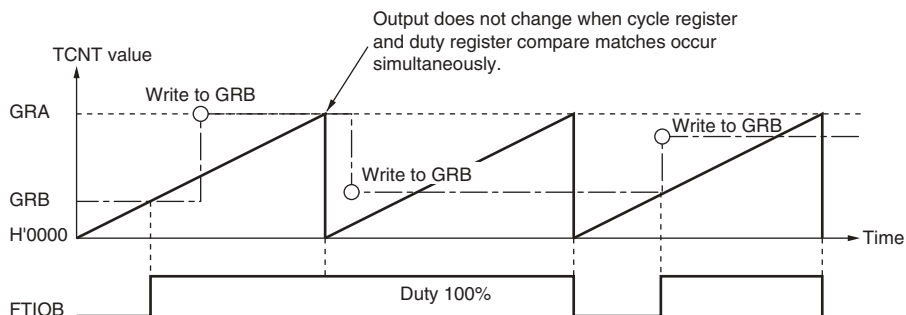 Output does not change when cycle register
and duty register compare matches occur
simultaneously.
TCNT value
Write to GRB
GRA
Write to GRB
Write to GRB
GRB
H'0000
Time
Duty 100%
FTIOB